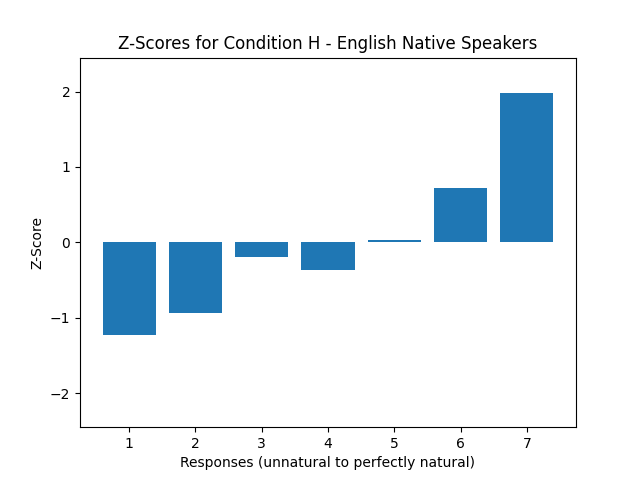 Z-Scores for Condition H - English Native Speakers
2
1
0
−1
−2
Z-Score
1 2 3 4 5 6 7
Responses (unnatural to perfectly natural)